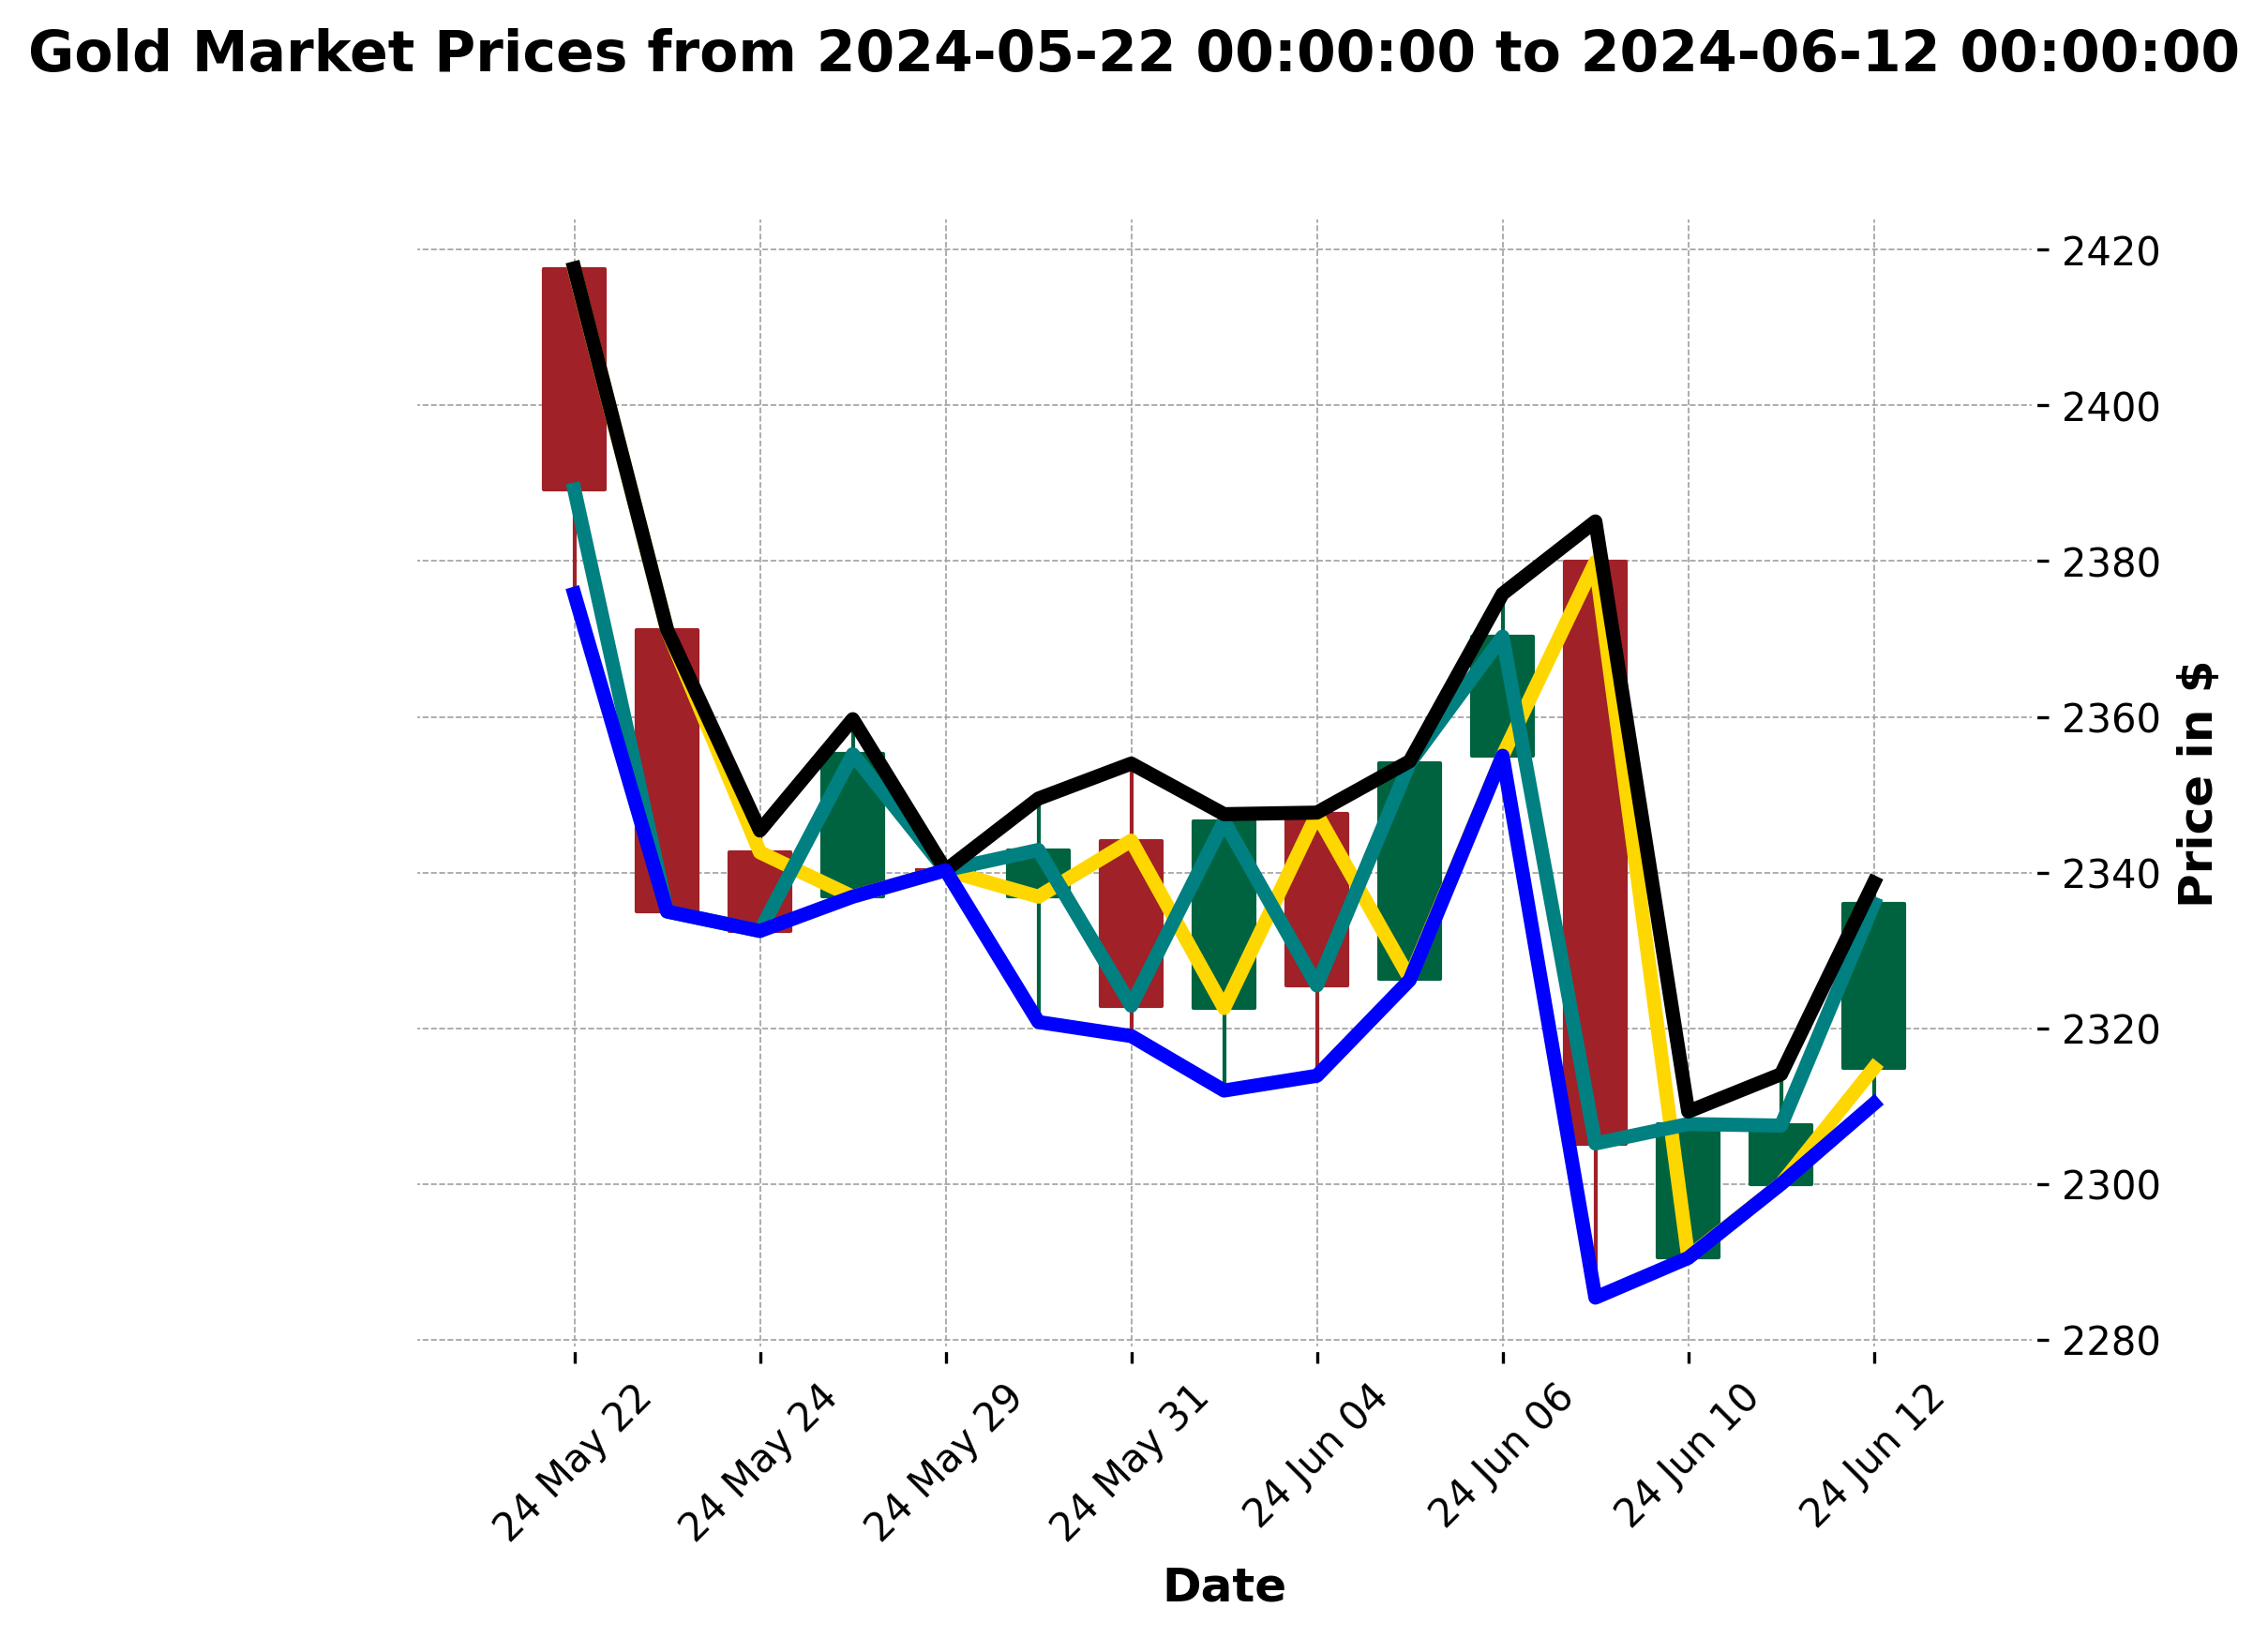 Gold Market Prices from 2024-05-22 00:00:00 to 2024-06-12 00:00:00
2420
2400
2380
2360
2340
2320
2300
2280
Price in $
24 May 22
24 May 24
24 May 29
24 May 31
24 Jun 04
24 Jun 06
24 Jun 10
24 Jun 12
Date